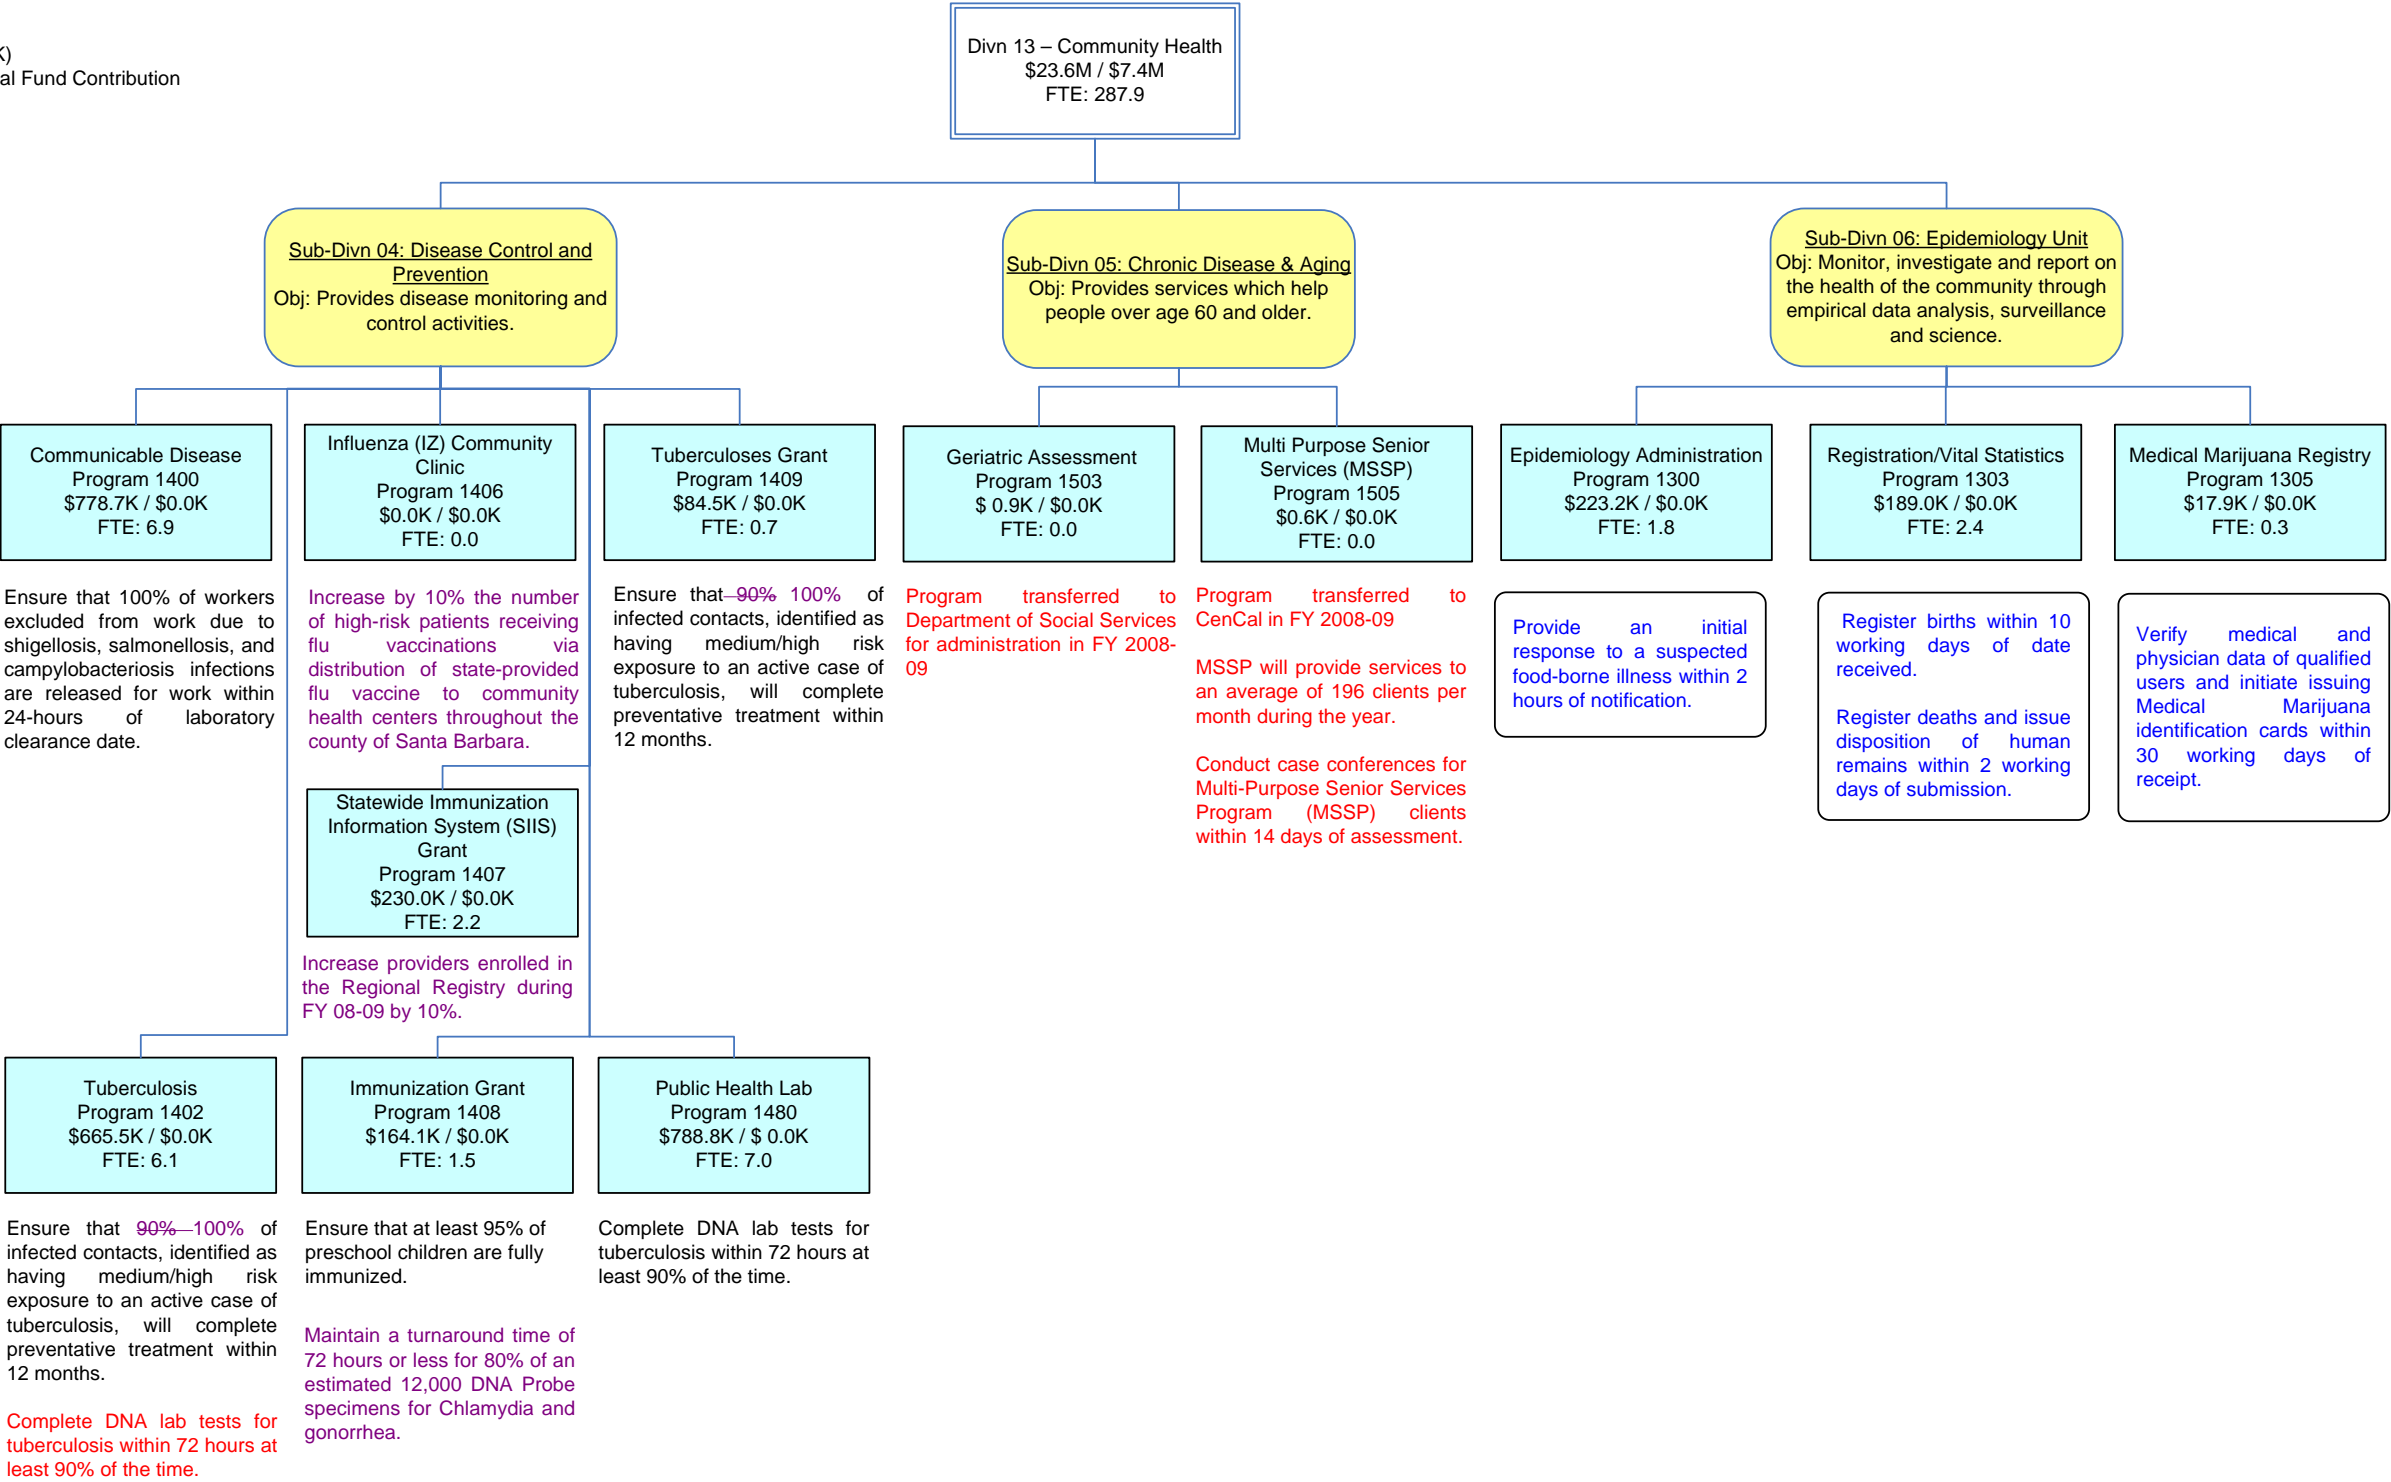 K)
al Fund Contribution
Divn 13 – Community Health
$23.6M / $7.4M
FTE: 287.9
Sub-Divn 04: Disease Control and
Prevention
Obj: Provides disease monitoring and
control activities.
Sub-Divn 05: Chronic Disease & Aging
Obj: Provides services which help
people over age 60 and older.
Sub-Divn 06: Epidemiology Unit
Obj: Monitor, investigate and report on
the health of the community through
empirical data analysis, surveillance
and science.
Communicable Disease
Program 1400
$778.7K / $0.0K
FTE: 6.9
Influenza (IZ) Community
Clinic
Program 1406
$0.0K / $0.0K
FTE: 0.0
Tuberculoses Grant
Program 1409
$84.5K / $0.0K
FTE: 0.7
Geriatric Assessment
Program 1503
$ 0.9K / $0.0K
FTE: 0.0
Multi Purpose Senior
Services (MSSP)
Program 1505
$0.6K / $0.0K
FTE: 0.0
Epidemiology Administration
Program 1300
$223.2K / $0.0K
FTE: 1.8
Registration/Vital Statistics
Program 1303
$189.0K / $0.0K
FTE: 2.4
Medical Marijuana Registry
Program 1305
$17.9K / $0.0K
FTE: 0.3
Ensure that 100% of workers
excluded from work due to
shigellosis, salmonellosis, and
campylobacteriosis infections
are released for work within
24-hours of laboratory
clearance date.
Increase by 10% the number
of high-risk patients receiving
flu vaccinations via
distribution of state-provided
flu vaccine to community
health centers throughout the
county of Santa Barbara.
Ensure that 90% 100% of
infected contacts, identified as
having medium/high risk
exposure to an active case of
tuberculosis, will complete
preventative treatment within
12 months.
Program transferred to
Department of Social Services
for administration in FY 2008-
09
Program transferred to
CenCal in FY 2008-09
MSSP will provide services to
an average of 196 clients per
month during the year.
Conduct case conferences for
Multi-Purpose Senior Services
Program (MSSP) clients
within 14 days of assessment.
Provide an initial
response to a suspected
food-borne illness within 2
hours of notification.
Register births within 10
working days of date
received.
Register deaths and issue
disposition of human
remains within 2 working
days of submission.
Verify medical and
physician data of qualified
users and initiate issuing
Medical Marijuana
identification cards within
30 working days of
receipt.
Statewide Immunization
Information System (SIIS)
Grant
Program 1407
$230.0K / $0.0K
FTE: 2.2
Increase providers enrolled in
the Regional Registry during
FY 08-09 by 10%.
Tuberculosis
Program 1402
$665.5K / $0.0K
FTE: 6.1
Immunization Grant
Program 1408
$164.1K / $0.0K
FTE: 1.5
Public Health Lab
Program 1480
$788.8K / $ 0.0K
FTE: 7.0
Ensure that 90% 100% of
infected contacts, identified as
having medium/high risk
exposure to an active case of
tuberculosis, will complete
preventative treatment within
12 months.
Complete DNA lab tests for
tuberculosis within 72 hours at
least 90% of the time.
Ensure that at least 95% of
preschool children are fully
immunized.
Maintain a turnaround time of
72 hours or less for 80% of an
estimated 12,000 DNA Probe
specimens for Chlamydia and
gonorrhea.
Complete DNA lab tests for
tuberculosis within 72 hours at
least 90% of the time.